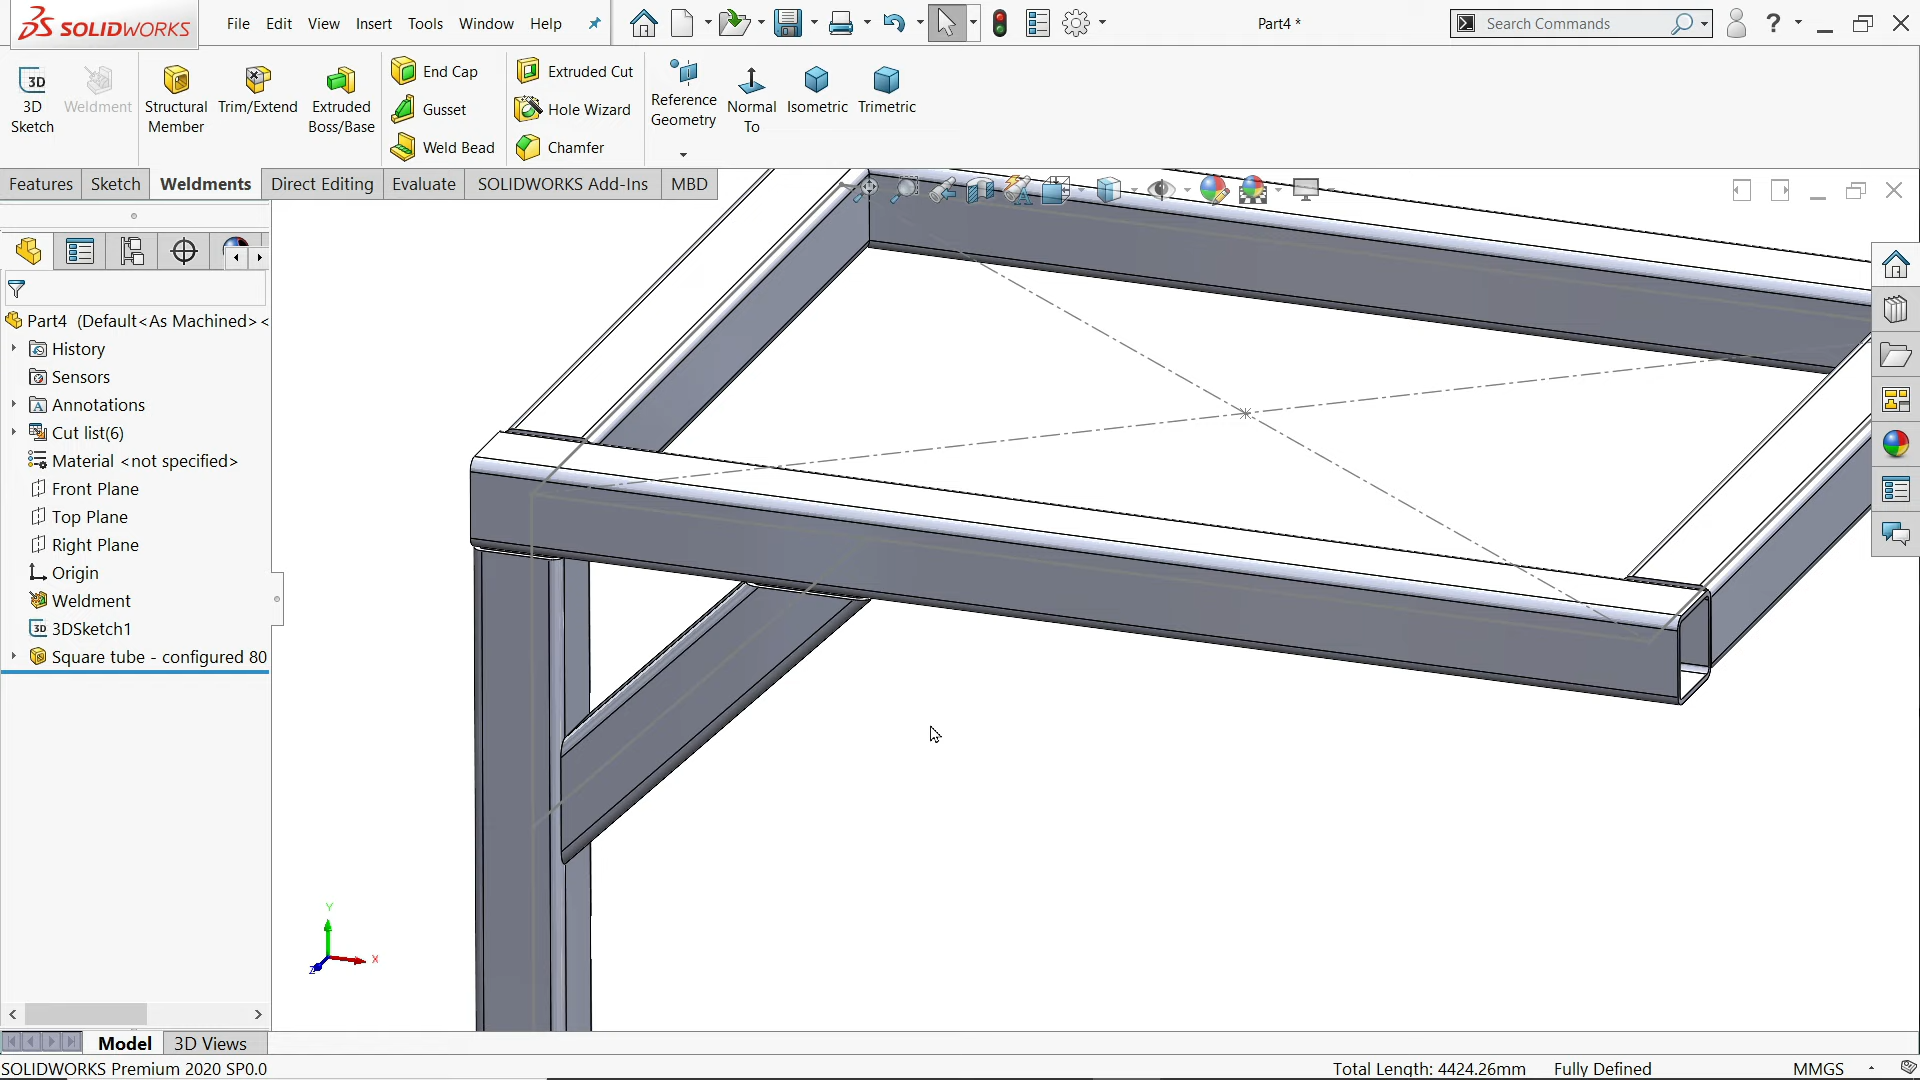 SOLIDWORKS
File Edit View Insert Tools Window Help
Part4 *
Search Commands
?
3D Sketch
Weldment
Structural Member
Trim/Extend
Extruded Boss/Base
End Cap
Gusset
Weld Bead
Extruded Cut
Hole Wizard
Chamfer
Reference Geometry
Normal To
Isometric
Trimetric
Features Sketch Weldments Direct Editing Evaluate SOLIDWORKS Add-Ins MBD
Part4 (Default<As Machined><
History
Sensors
Annotations
Cut list(6)
Material <not specified>
Front Plane
Top Plane
Right Plane
Origin
Weldment
3DSketch1
Square tube - configured 80
Y
X
Z
Model 3D Views
SOLIDWORKS Premium 2020 SP0.0
Total Length: 4424.26mm Fully Defined MMGS